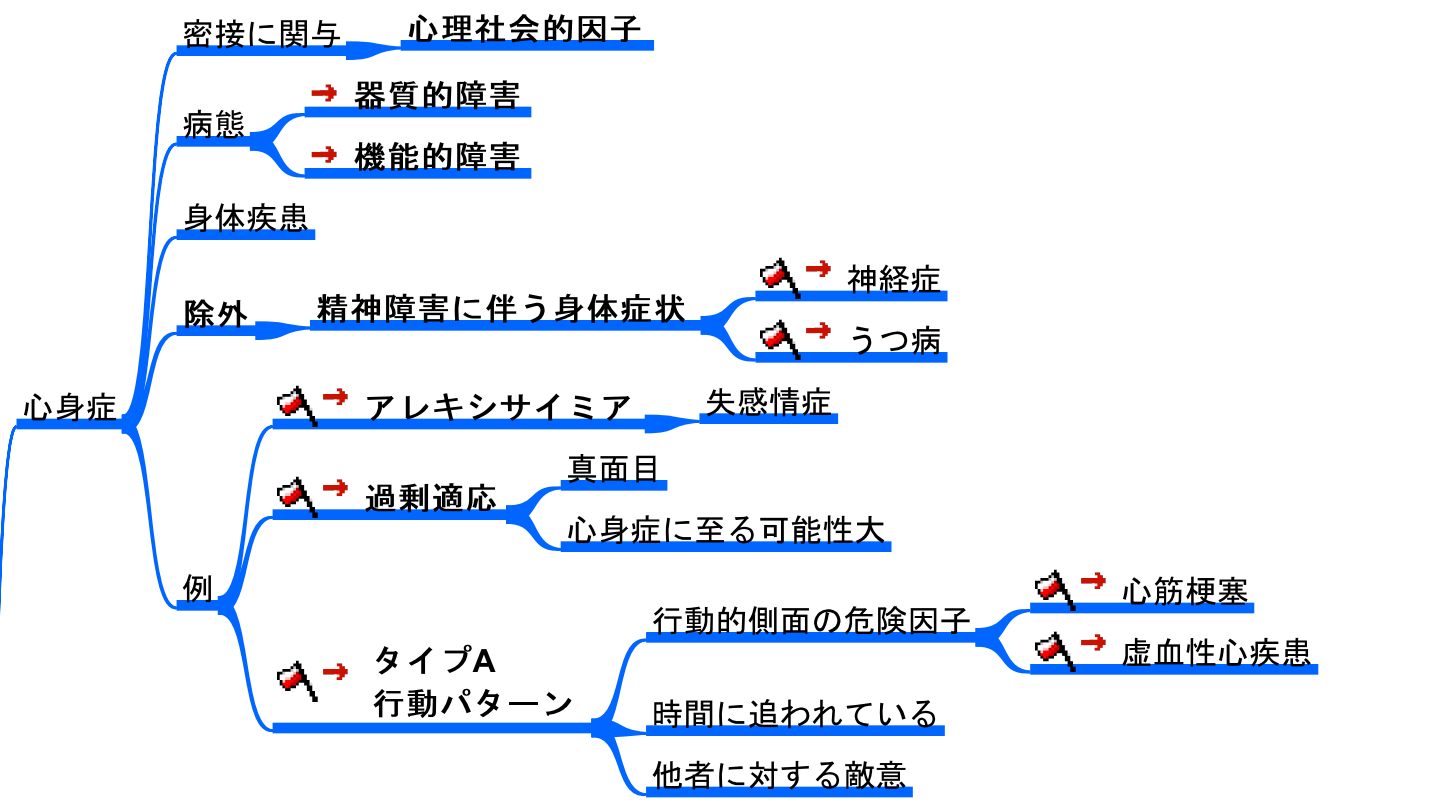 密接に関与
心理社会的因子
病態
器質的障害
機能的障害
身体疾患
除外
精神障害に伴う身体症状
神経症
うつ病
心身症
例
アレキシサイミア
失感情症
過剰適応
真面目
心身症に至る可能性大
タイプA
行動パターン
行動的側面の危険因子
心筋梗塞
虚血性心疾患
時間に追われている
他者に対する敵意